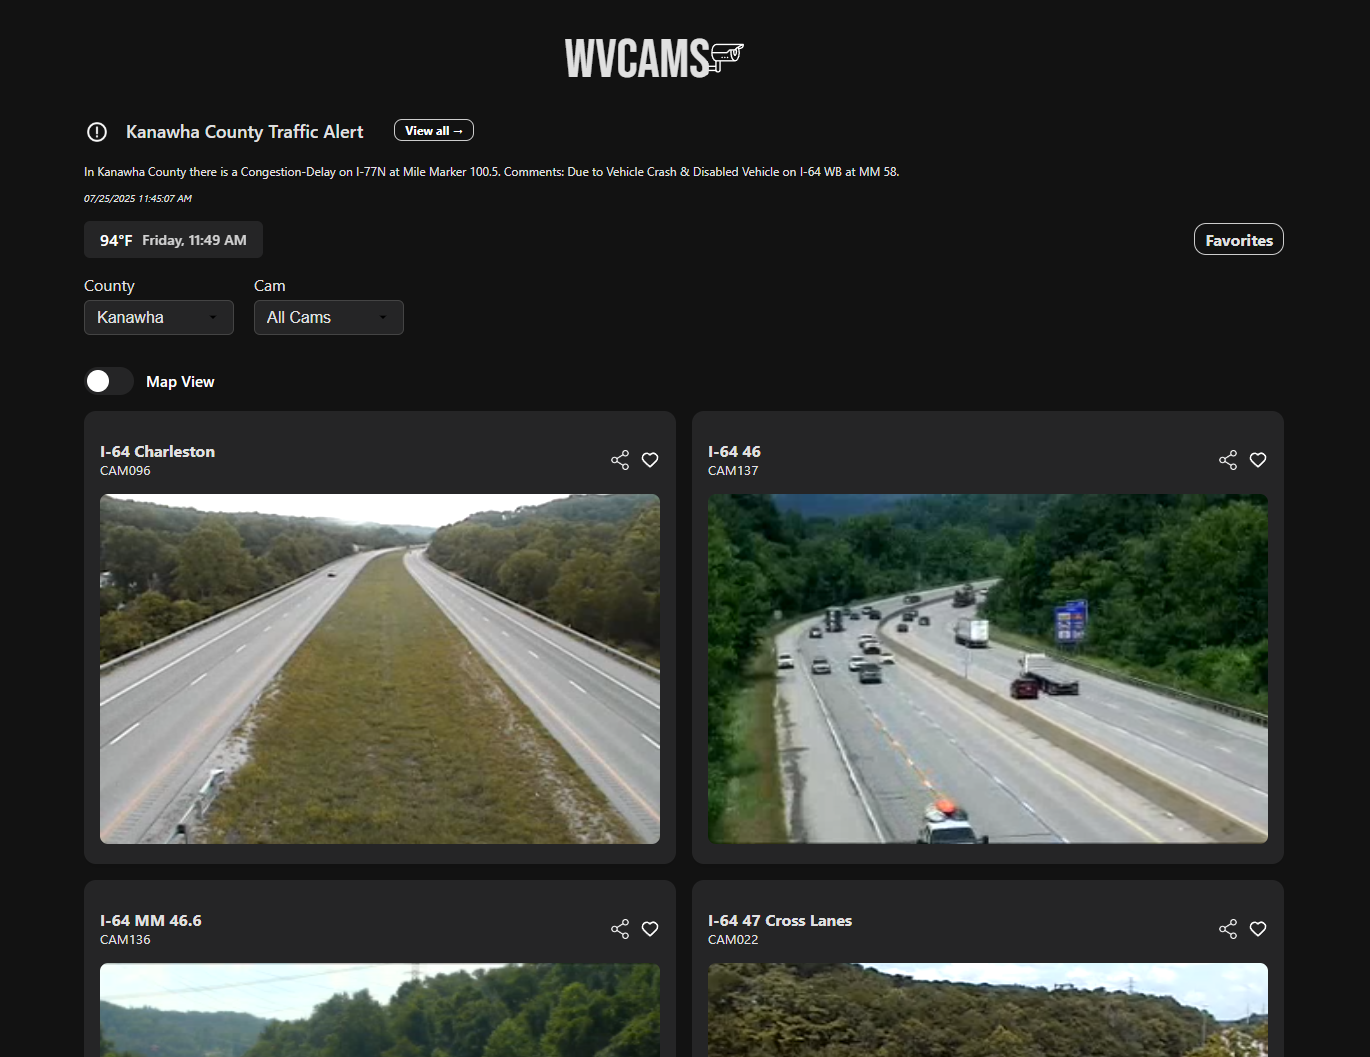 WVCAMS
Kanawha County Traffic Alert
View all →
In Kanawha County there is a Congestion-Delay on I-77N at Mile Marker 100.5. Comments: Due to Vehicle Crash & Disabled Vehicle on I-64 WB at MM 58.
07/25/2025 11:45:07 AM
94°F Friday, 11:49 AM
Favorites
County
Cam
Kanawha
All Cams
Map View
I-64 Charleston
CAM096
I-64 46
CAM137
I-64 MM 46.6
CAM136
I-64 47 Cross Lanes
CAM022